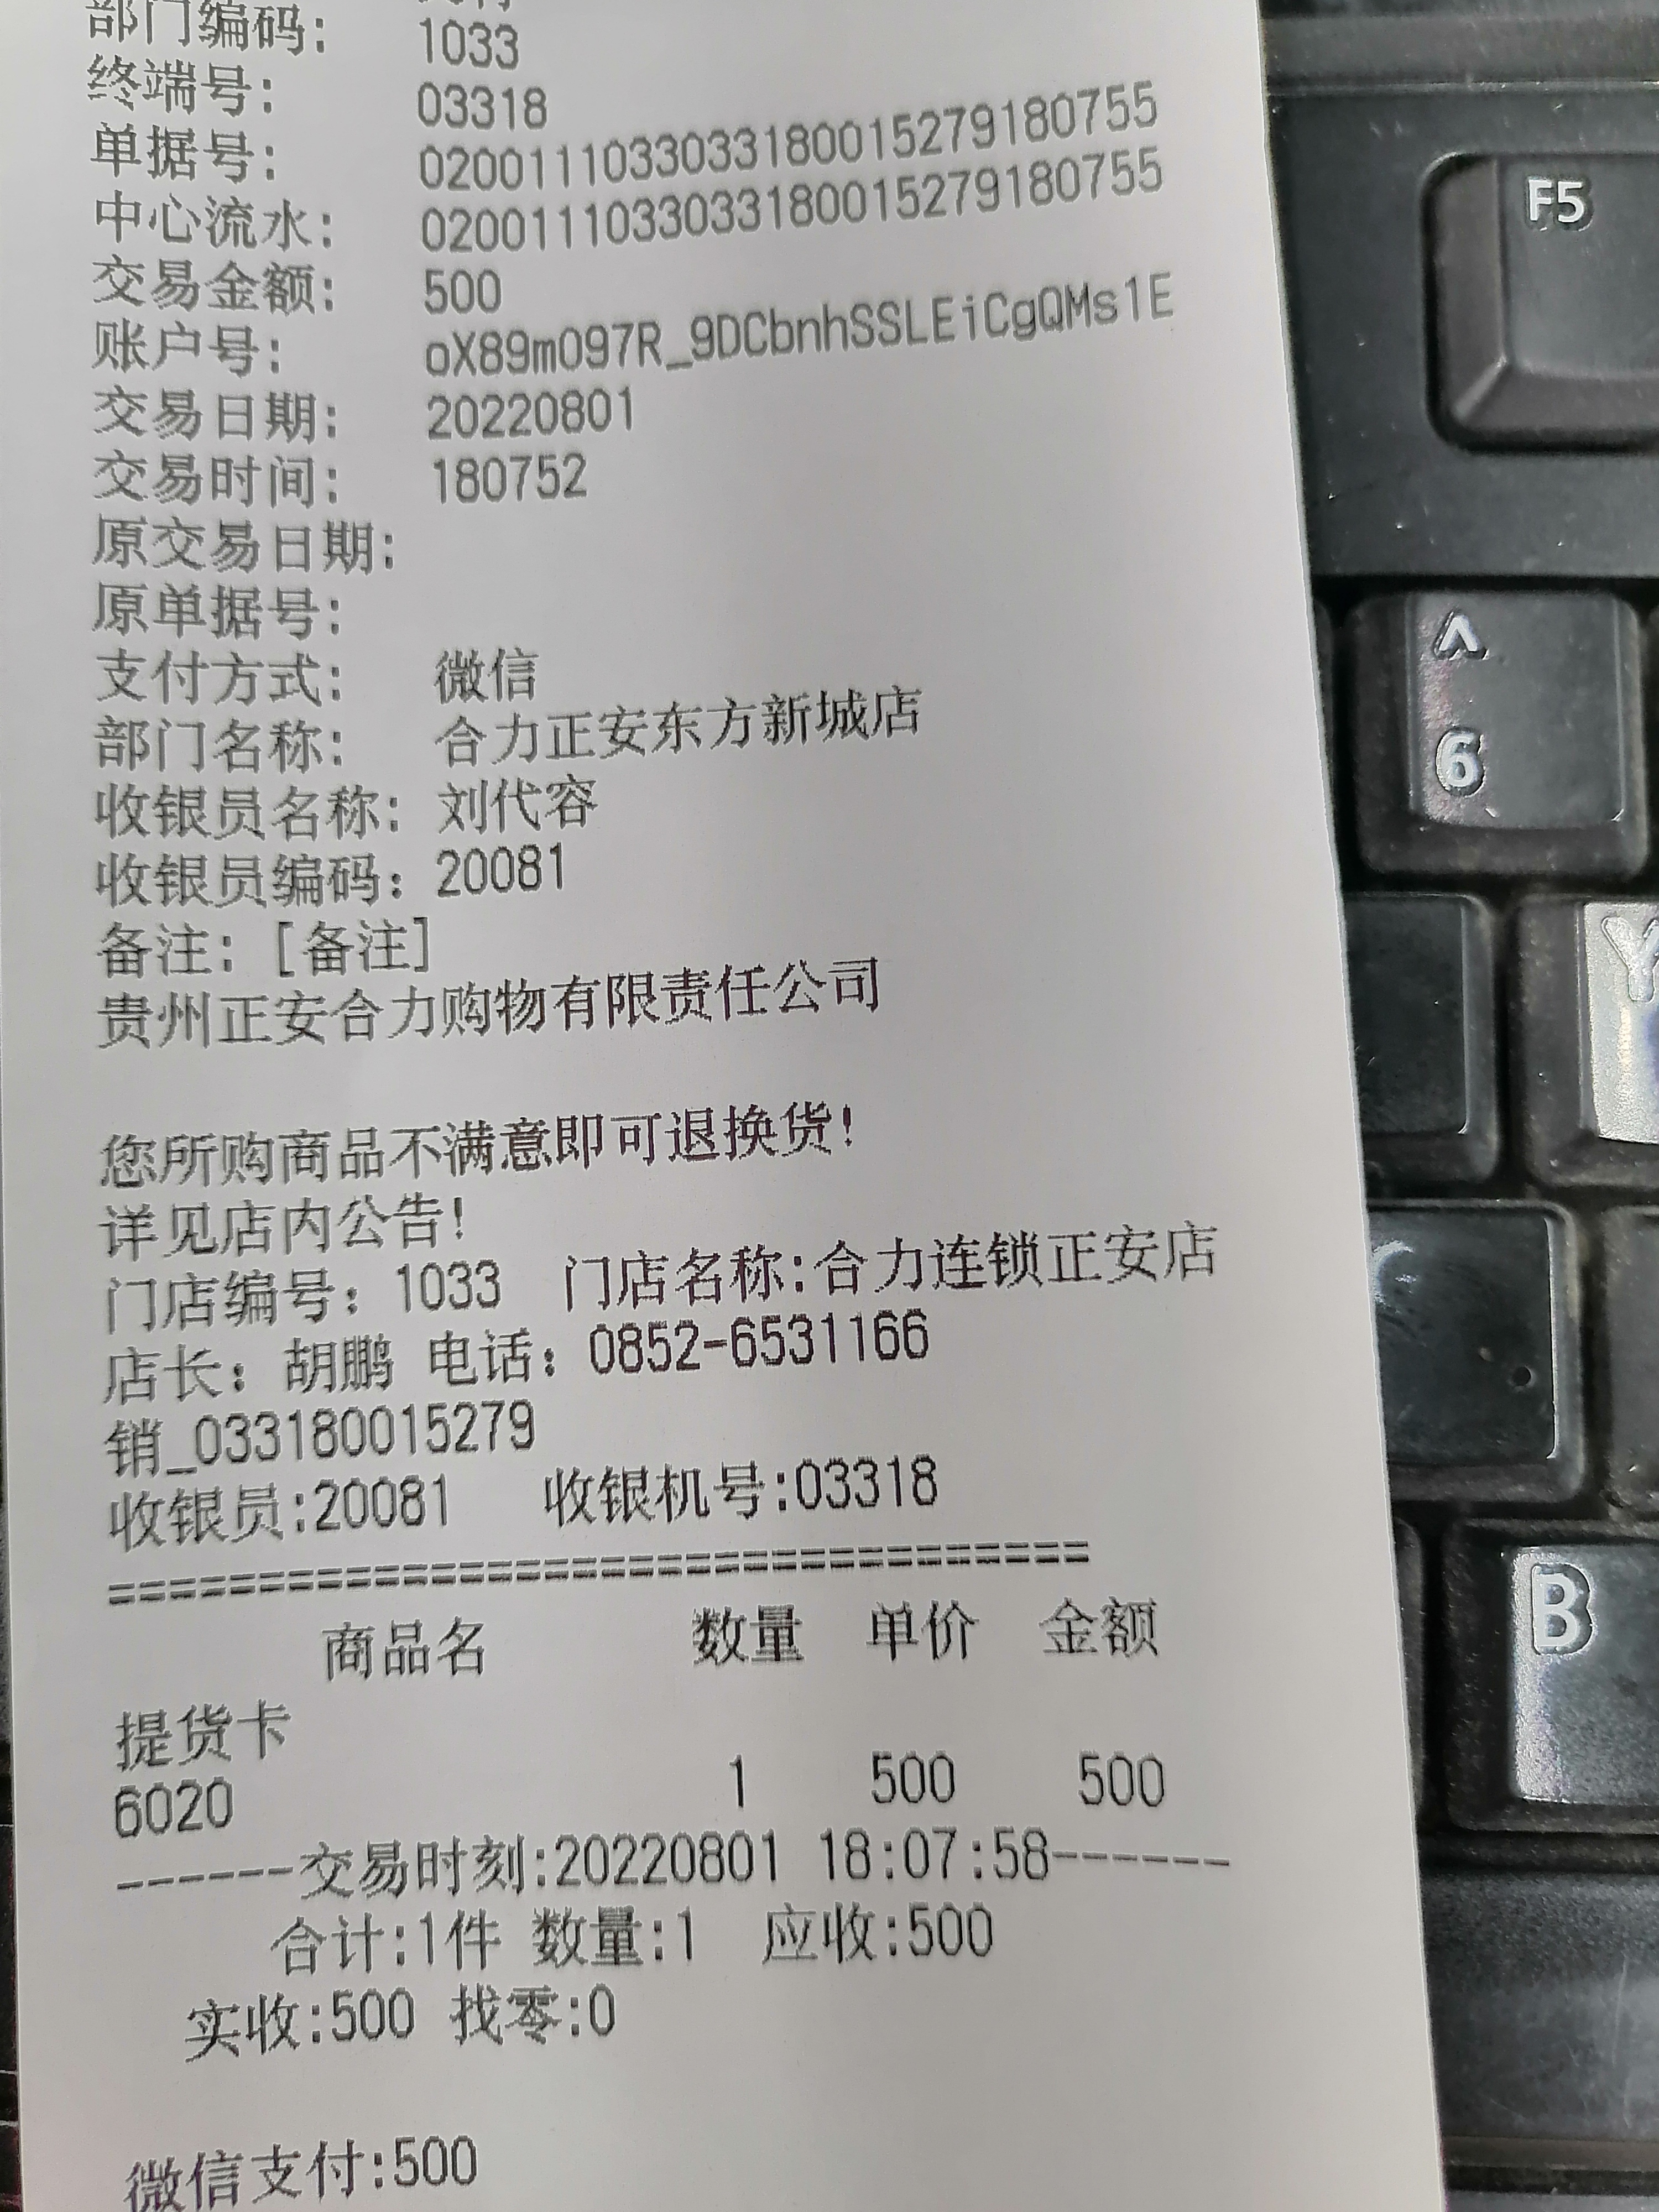 部门编码: 1033
终端号: 03318
单据号: 0200111033033180015279180755
中心流水: 0200111033033180015279180755
交易金额: 500
账户号: oX89m097R_9DCbnhSSLEiCgQMs1E
交易日期: 20220801
交易时间: 180752
原交易日期:
原单据号:
支付方式: 微信
部门名称: 合力正安东方新城店
收银员名称: 刘代容
收银员编码: 20081
备注: [备注]
贵州正安合力购物有限责任公司
您所购商品不满意即可退换货!
详见店内公告!
门店编号: 1033 门店名称:合力连锁正安店
店长: 胡鹏 电话: 0852-6531166
销_033180015279
收银员:20081 收银机号:03318
==================================
商品名 数量 单价 金额
提货卡
6020 1 500 500
------交易时刻:20220801 18:07:58------
合计:1件 数量:1 应收:500
实收:500 找零:0
微信支付:500
F5
^
6
Y
B